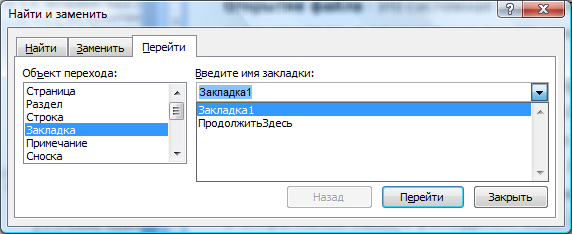 Найти и заменить
Найти Заменить Перейти
Объект перехода:
Страница
Раздел
Строка
Закладка
Примечание
Сноска
Введите имя закладки:
Закладка1
Закладка1
ПродолжитьЗдесь
Назад Перейти Закрыть